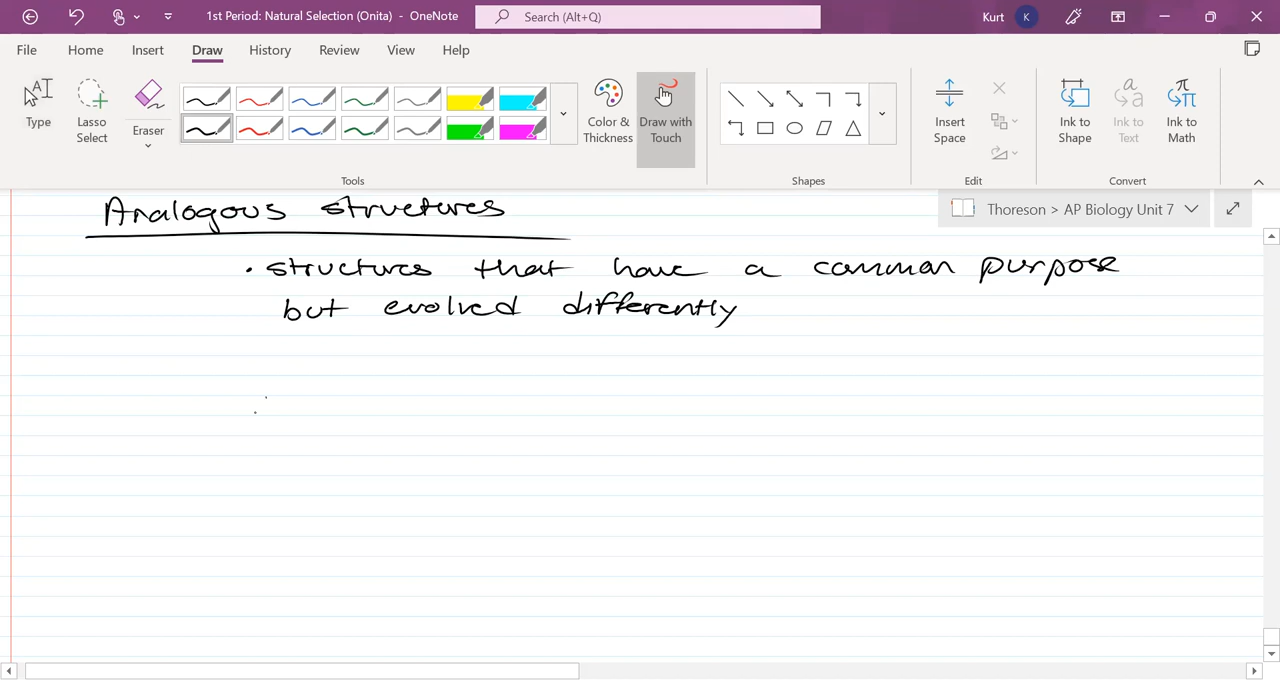 1st Period: Natural Selection (Onita) - OneNote
Search (Alt+Q)
Kurt
K
File Home Insert Draw History Review View Help
Type
Lasso Select
Eraser
Color & Thickness
Draw with Touch
Insert Space
Ink to Shape
Ink to Text
Ink to Math
Tools
Shapes
Edit
Convert
Thoreson > AP Biology Unit 7
Analogous structures
• structures that have a common purpose
but evolved differently